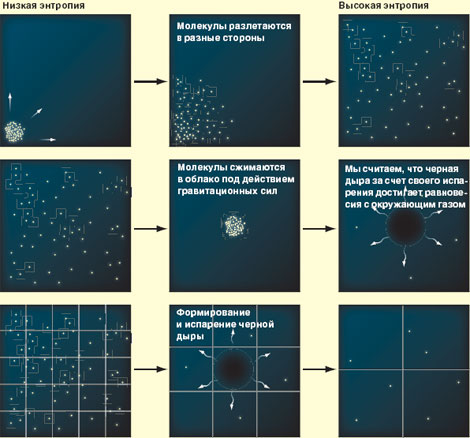 Низкая энтропия
Высокая энтропия
Молекулы разлетаются
в разные стороны
Молекулы сжимаются
в облако под действием
гравитационных сил
Мы считаем, что черная
дыра за счет своего испа-
рения достигает равнове-
сия с окружающим газом
Формирование
и испарение черной
дыры